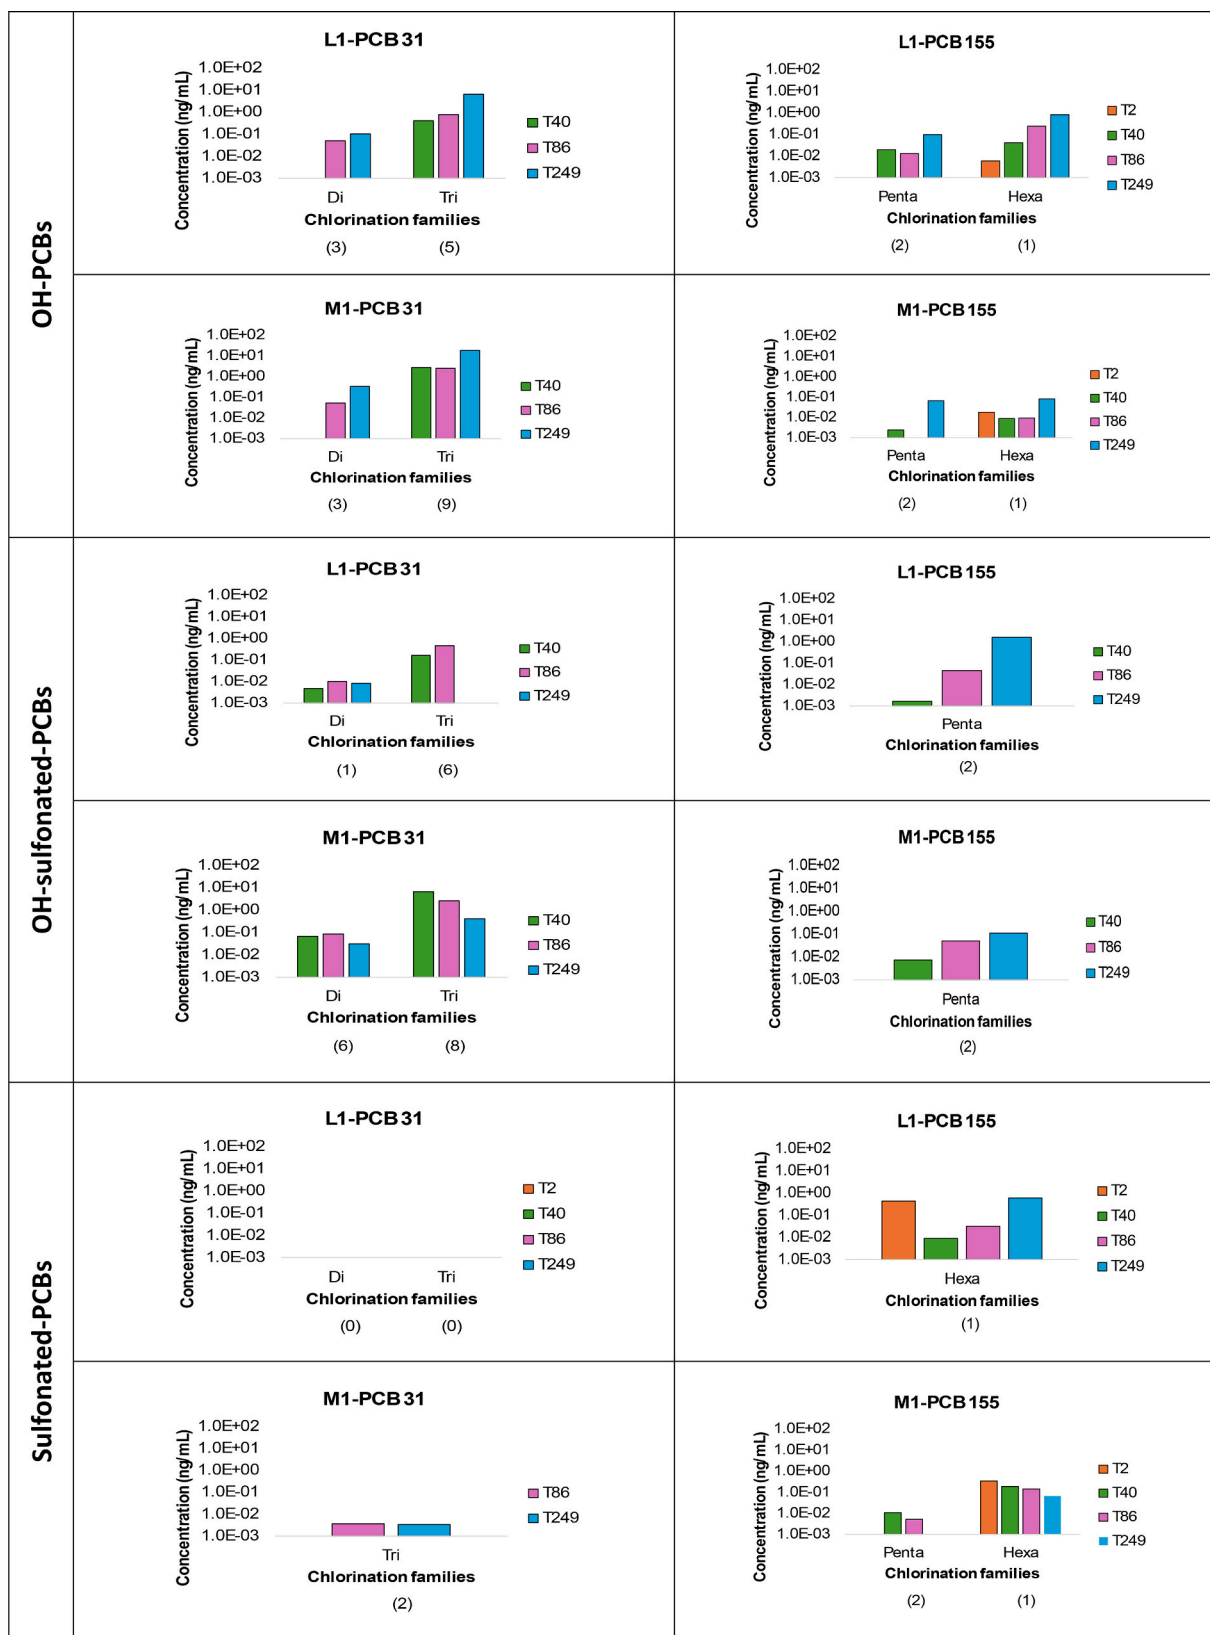 OH-PCBs
L1-PCB 31
Concentration (ng/mL)
1.0E+02
1.0E+01
1.0E+00
1.0E-01
1.0E-02
1.0E-03
Di Tri
Chlorination families
(3) (5)
T40
T86
T249
L1-PCB 155
Concentration (ng/mL)
1.0E+02
1.0E+01
1.0E+00
1.0E-01
1.0E-02
1.0E-03
Penta Hexa
Chlorination families
(2) (1)
T2
T40
T86
T249
M1-PCB 31
Concentration (ng/mL)
1.0E+02
1.0E+01
1.0E+00
1.0E-01
1.0E-02
1.0E-03
Di Tri
Chlorination families
(3) (9)
T40
T86
T249
M1-PCB 155
Concentration (ng/mL)
1.0E+02
1.0E+01
1.0E+00
1.0E-01
1.0E-02
1.0E-03
Penta Hexa
Chlorination families
(2) (1)
T2
T40
T86
T249
OH-sulfonated-PCBs
L1-PCB 31
Concentration (ng/mL)
1.0E+02
1.0E+01
1.0E+00
1.0E-01
1.0E-02
1.0E-03
Di Tri
Chlorination families
(1) (6)
T40
T86
T249
L1-PCB 155
Concentration (ng/mL)
1.0E+02
1.0E+01
1.0E+00
1.0E-01
1.0E-02
1.0E-03
Penta
Chlorination families
(2)
T40
T86
T249
M1-PCB 31
Concentration (ng/mL)
1.0E+02
1.0E+01
1.0E+00
1.0E-01
1.0E-02
1.0E-03
Di Tri
Chlorination families
(6) (8)
T40
T86
T249
M1-PCB 155
Concentration (ng/mL)
1.0E+02
1.0E+01
1.0E+00
1.0E-01
1.0E-02
1.0E-03
Penta
Chlorination families
(2)
T40
T86
T249
Sulfonated-PCBs
L1-PCB 31
Concentration (ng/mL)
1.0E+02
1.0E+01
1.0E+00
1.0E-01
1.0E-02
1.0E-03
Di Tri
Chlorination families
(0) (0)
T2
T40
T86
T249
L1-PCB 155
Concentration (ng/mL)
1.0E+02
1.0E+01
1.0E+00
1.0E-01
1.0E-02
1.0E-03
Hexa
Chlorination families
(1)
T2
T40
T86
T249
M1-PCB 31
Concentration (ng/mL)
1.0E+02
1.0E+01
1.0E+00
1.0E-01
1.0E-02
1.0E-03
Tri
Chlorination families
(2)
T86
T249
M1-PCB 155
Concentration (ng/mL)
1.0E+02
1.0E+01
1.0E+00
1.0E-01
1.0E-02
1.0E-03
Penta Hexa
Chlorination families
(2) (1)
T2
T40
T86
T249